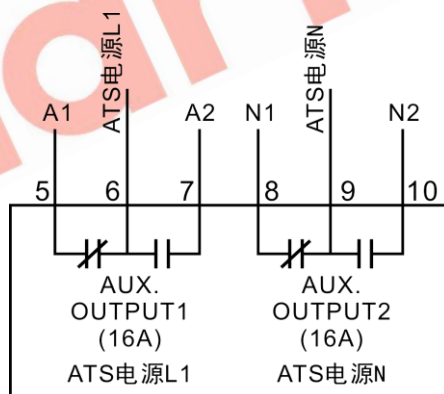 ATS电源L1
ATS电源N
A1 A2 N1 N2
5 6 7 8 9 10
AUX. OUTPUT1 (16A)
ATS电源L1
AUX. OUTPUT2 (16A)
ATS电源N